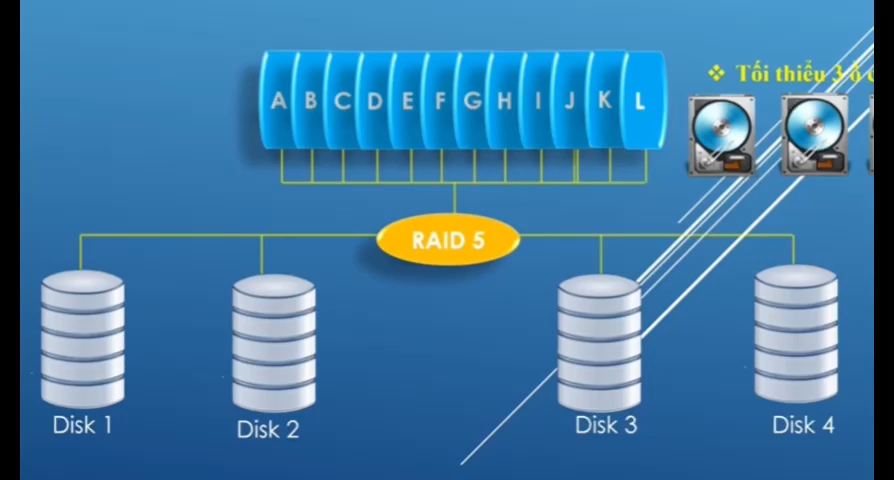 ❖ Tối thiểu 3 ổ
A B C D E F G H I J K L
RAID 5
Disk 1 Disk 2 Disk 3 Disk 4